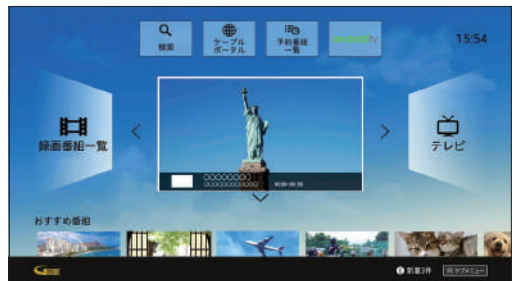 検索
ケーブル
ポータル
予約番組
一覧
tv
15:54
録画番組一覧
テレビ
おすすめ番組
新着3件
サブメニュー